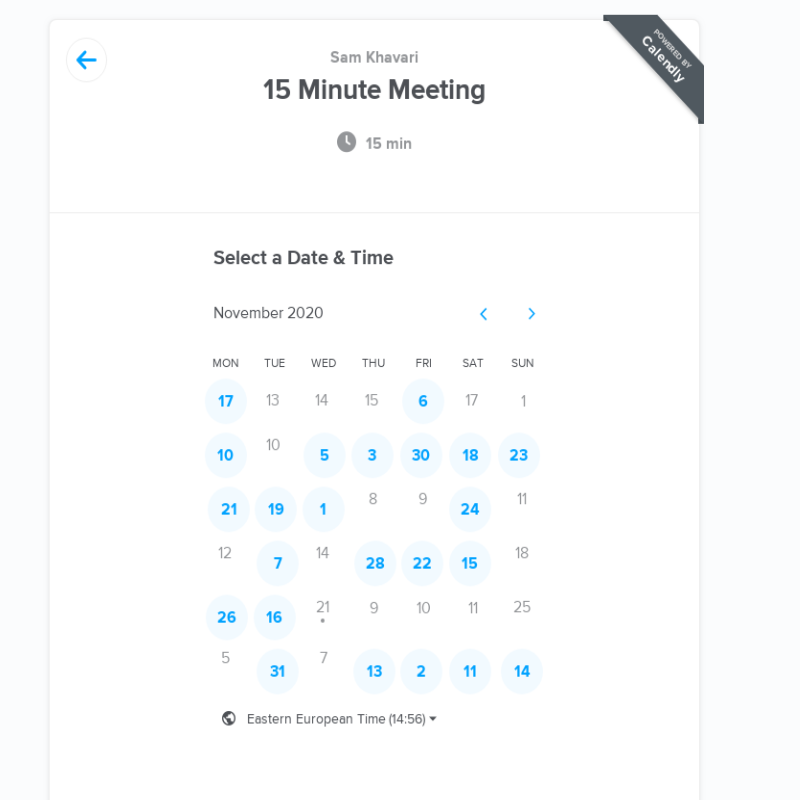 POWERED BY
Calendly
Sam Khavari
15 Minute Meeting
15 min
Select a Date & Time
November 2020
MON TUE WED THU FRI SAT SUN
17 13 14 15 6 17 1
10 10 5 3 30 18 23
21 19 1 8 9 24 11
12 7 14 28 22 15 18
26 16 21 9 10 11 25
5 31 7 13 2 11 14
Eastern European Time (14:56)